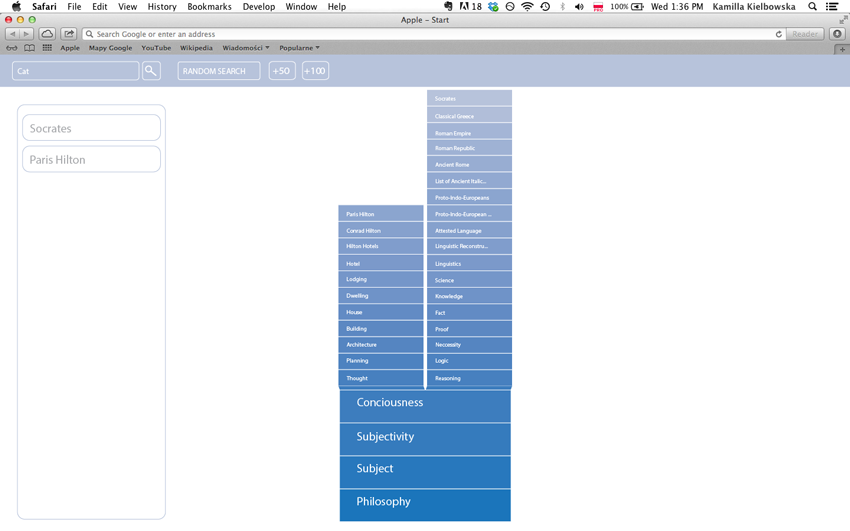 Safari File Edit View History Bookmarks Develop Window Help 18 PRO 100% Wed 1:36 PM Kamilla Kielbowska
Apple – Start
Search Google or enter an address
Reader
Apple Mapy Google YouTube Wikipedia Wiadomości Popularne
Cat
RANDOM SEARCH
+50
+100
Socrates
Paris Hilton
Paris Hilton
Conrad Hilton
Hilton Hotels
Hotel
Lodging
Dwelling
House
Building
Architecture
Planning
Thought
Socrates
Classical Greece
Roman Empire
Roman Republic
Ancient Rome
List of Ancient Italic...
Proto-Indo-Europeans
Proto-Indo-European ...
Attested Language
Linguistic Reconstru...
Linguistics
Science
Knowledge
Fact
Proof
Neccessity
Logic
Reasoning
Conciousness
Subjectivity
Subject
Philosophy